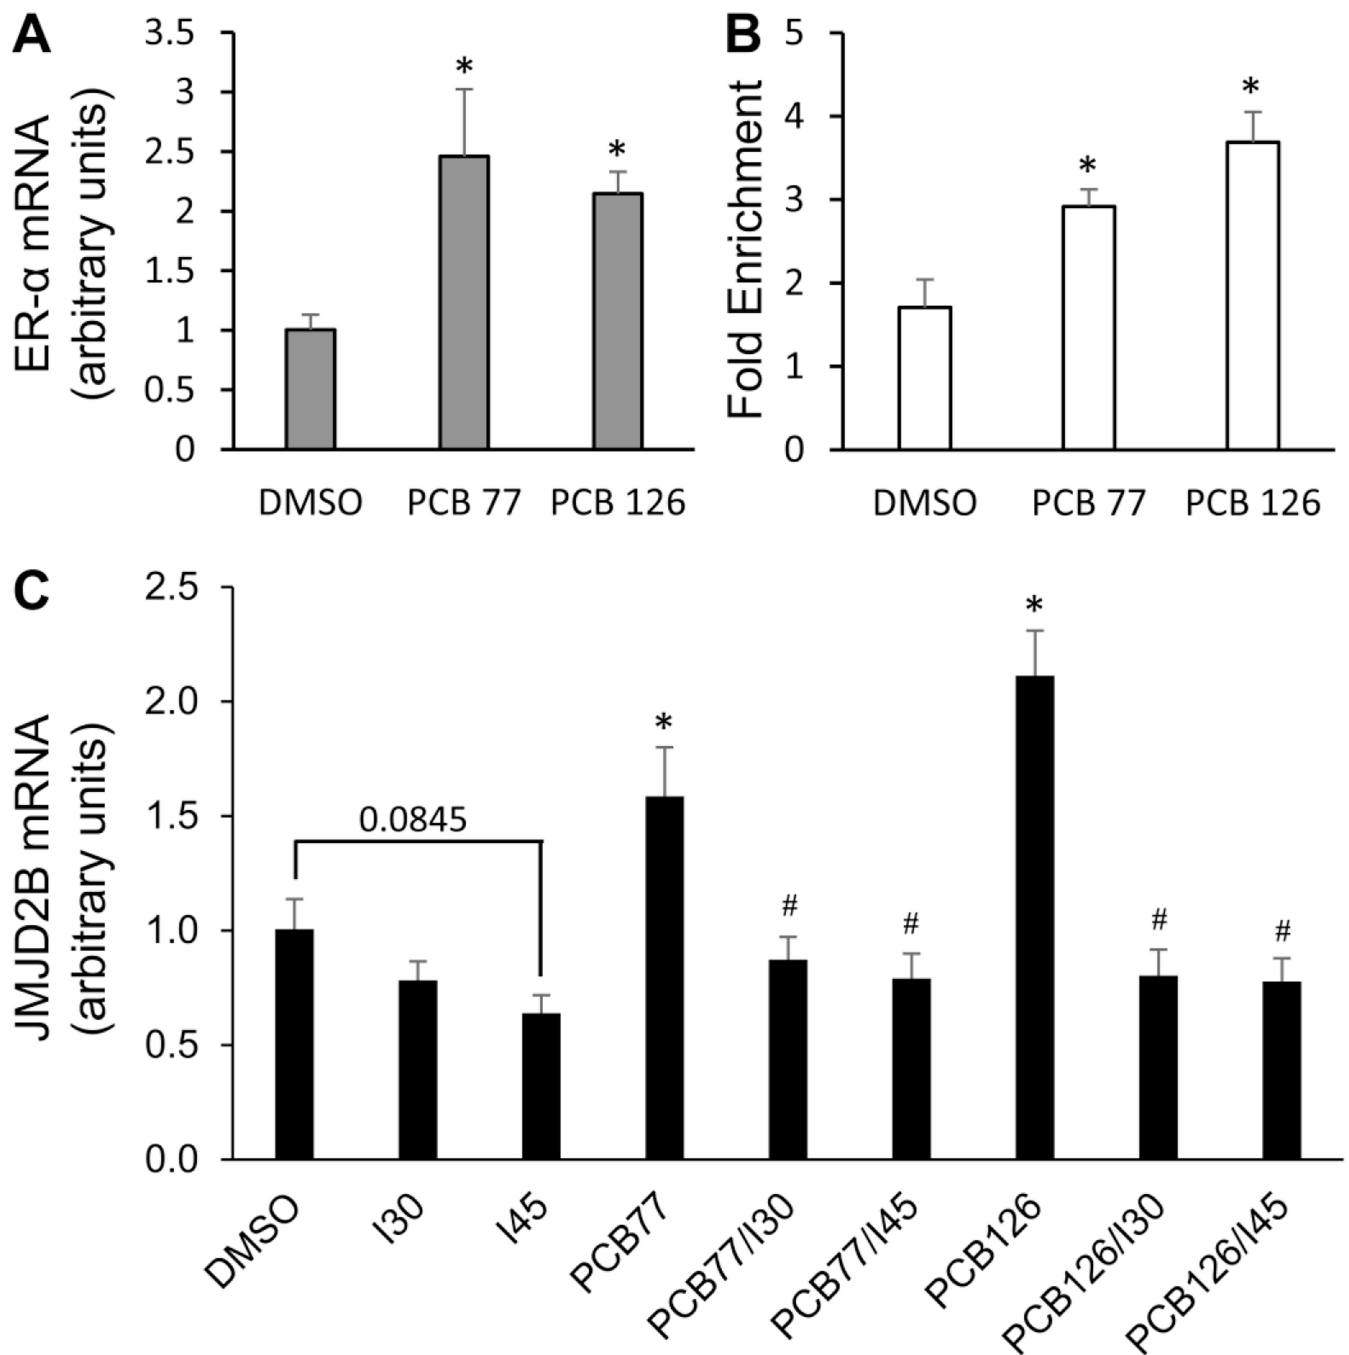 A
ER-α mRNA
(arbitrary units)
3.5
3
2.5
2
1.5
1
0.5
0
*
*
DMSO PCB 77 PCB 126
B
Fold Enrichment
5
4
3
2
1
0
*
*
DMSO PCB 77 PCB 126
C
JMJD2B mRNA
(arbitrary units)
2.5
2.0
1.5
1.0
0.5
0.0
0.0845
*
#
#
*
#
#
DMSO
I30
I45
PCB77
PCB77/I30
PCB77/I45
PCB126
PCB126/I30
PCB126/I45